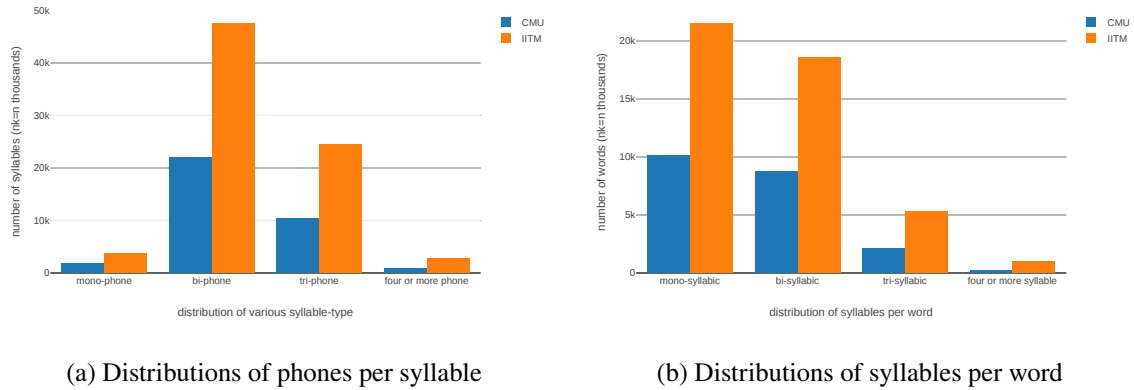 50k
40k
30k
20k
10k
0
number of syllables (nk=n thousands)
mono-phone
bi-phone
tri-phone
four or more phone
distribution of various syllable-type
CMU
IITM
(a) Distributions of phones per syllable
20k
15k
10k
5k
0
number of words (nk=n thousands)
mono-syllabic
bi-syllabic
tri-syllabic
four or more syllable
distribution of syllables per word
CMU
IITM
(b) Distributions of syllables per word